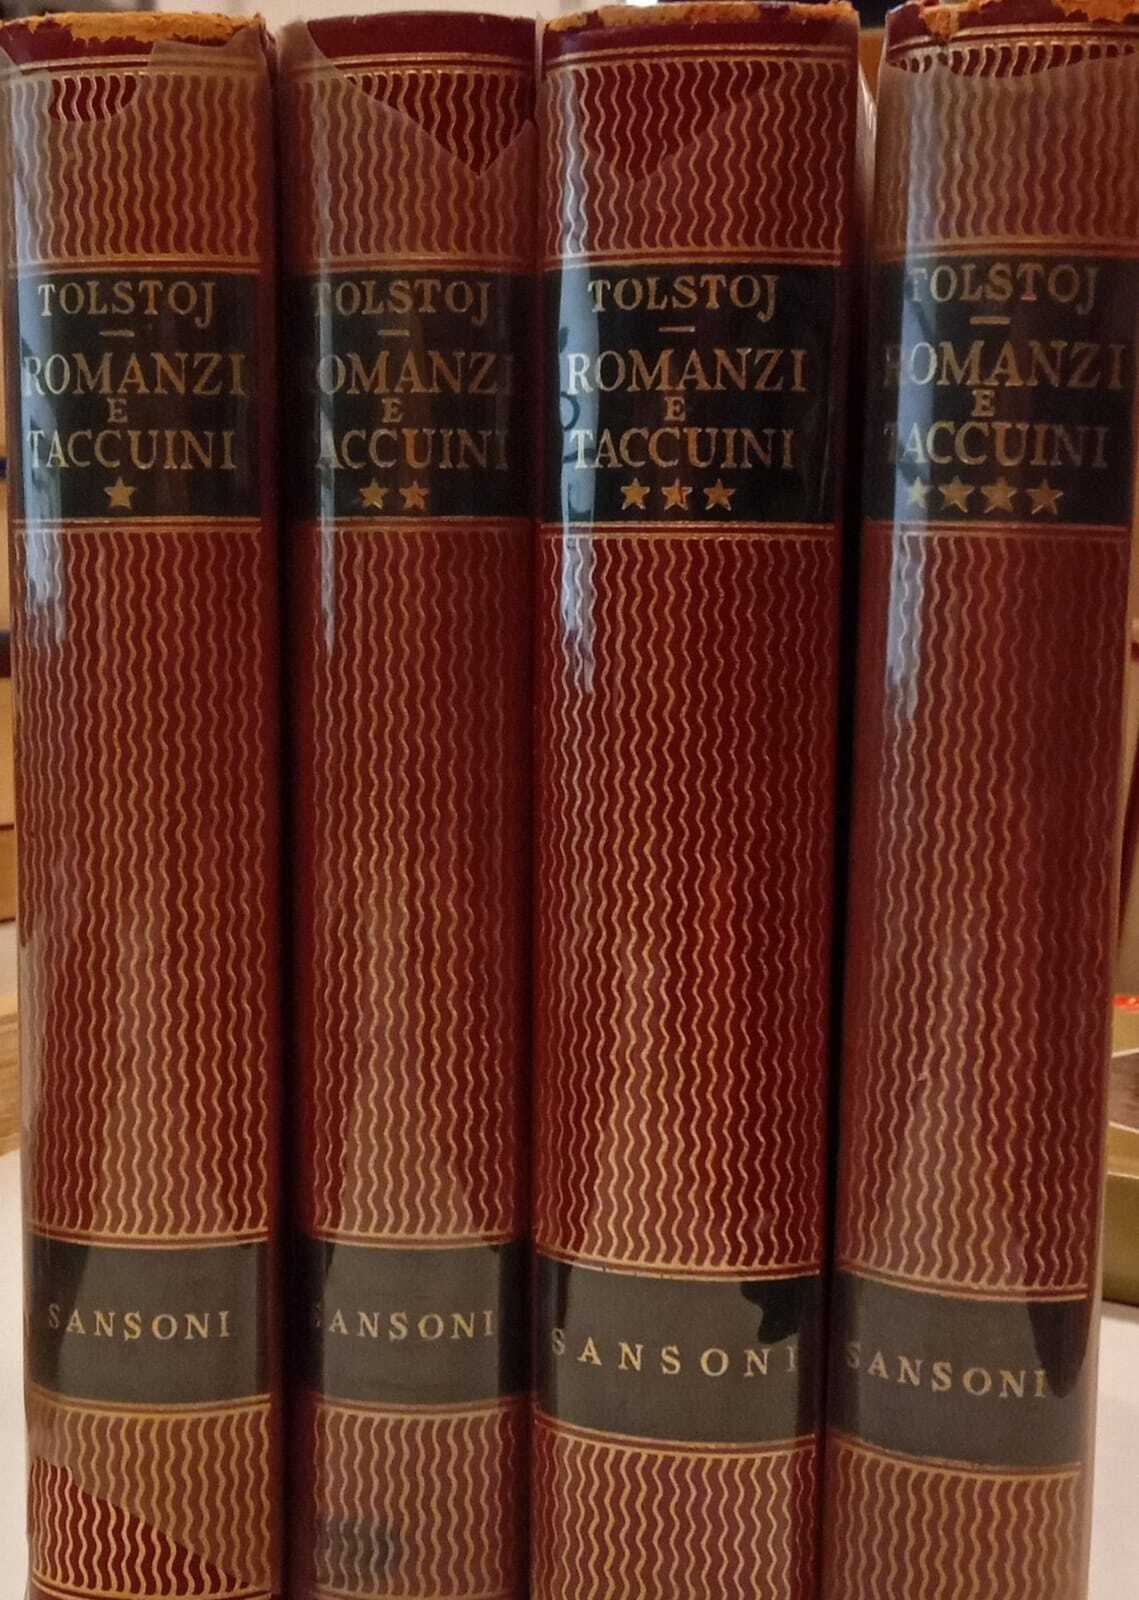 TOLSTOJ
ROMANZI
E
TACCUINI
★
SANSONI
TOLSTOJ
ROMANZI
E
TACCUINI
★★
SANSONI
TOLSTOJ
ROMANZI
E
TACCUINI
★★★
SANSONI
TOLSTOJ
ROMANZI
E
TACCUINI
★★★★
SANSONI